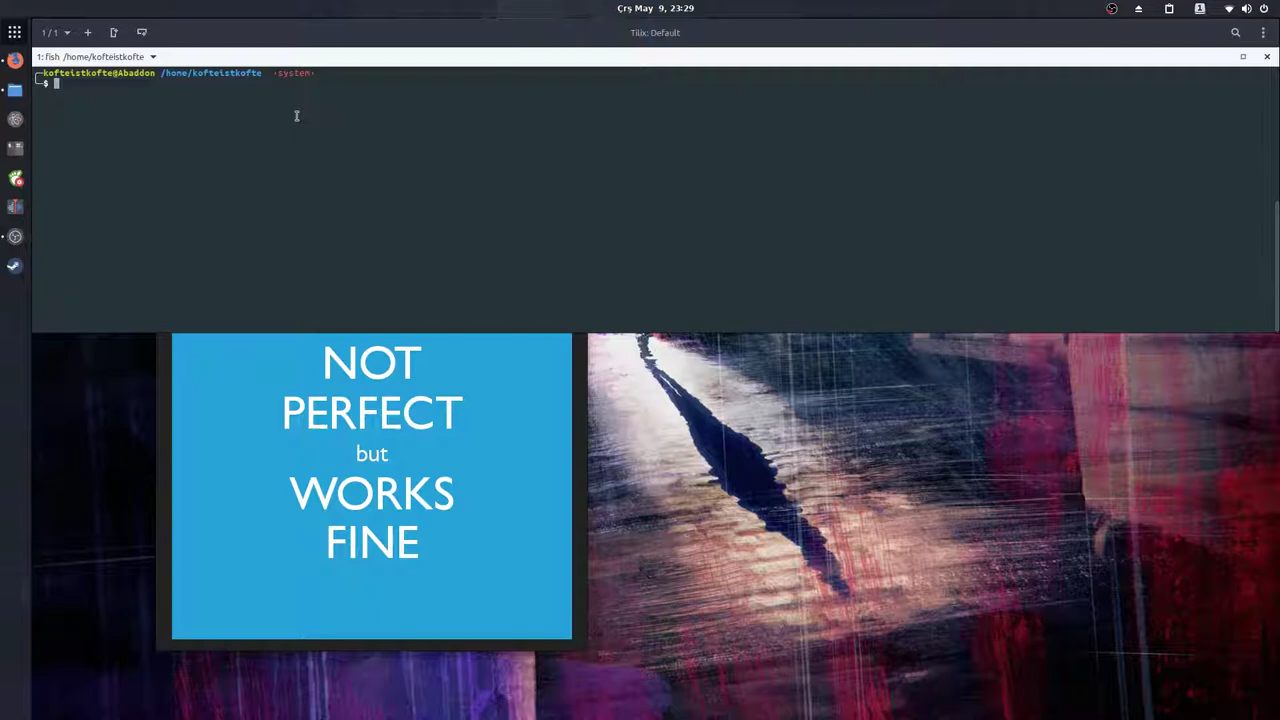 Çrş May 9, 23:29
1 / 1
Tilix: Default
1: fish /home/kofteistkofte
kofteistkofte@Abaddon /home/kofteistkofte ‹system›
$
NOT
PERFECT
but
WORKS
FINE